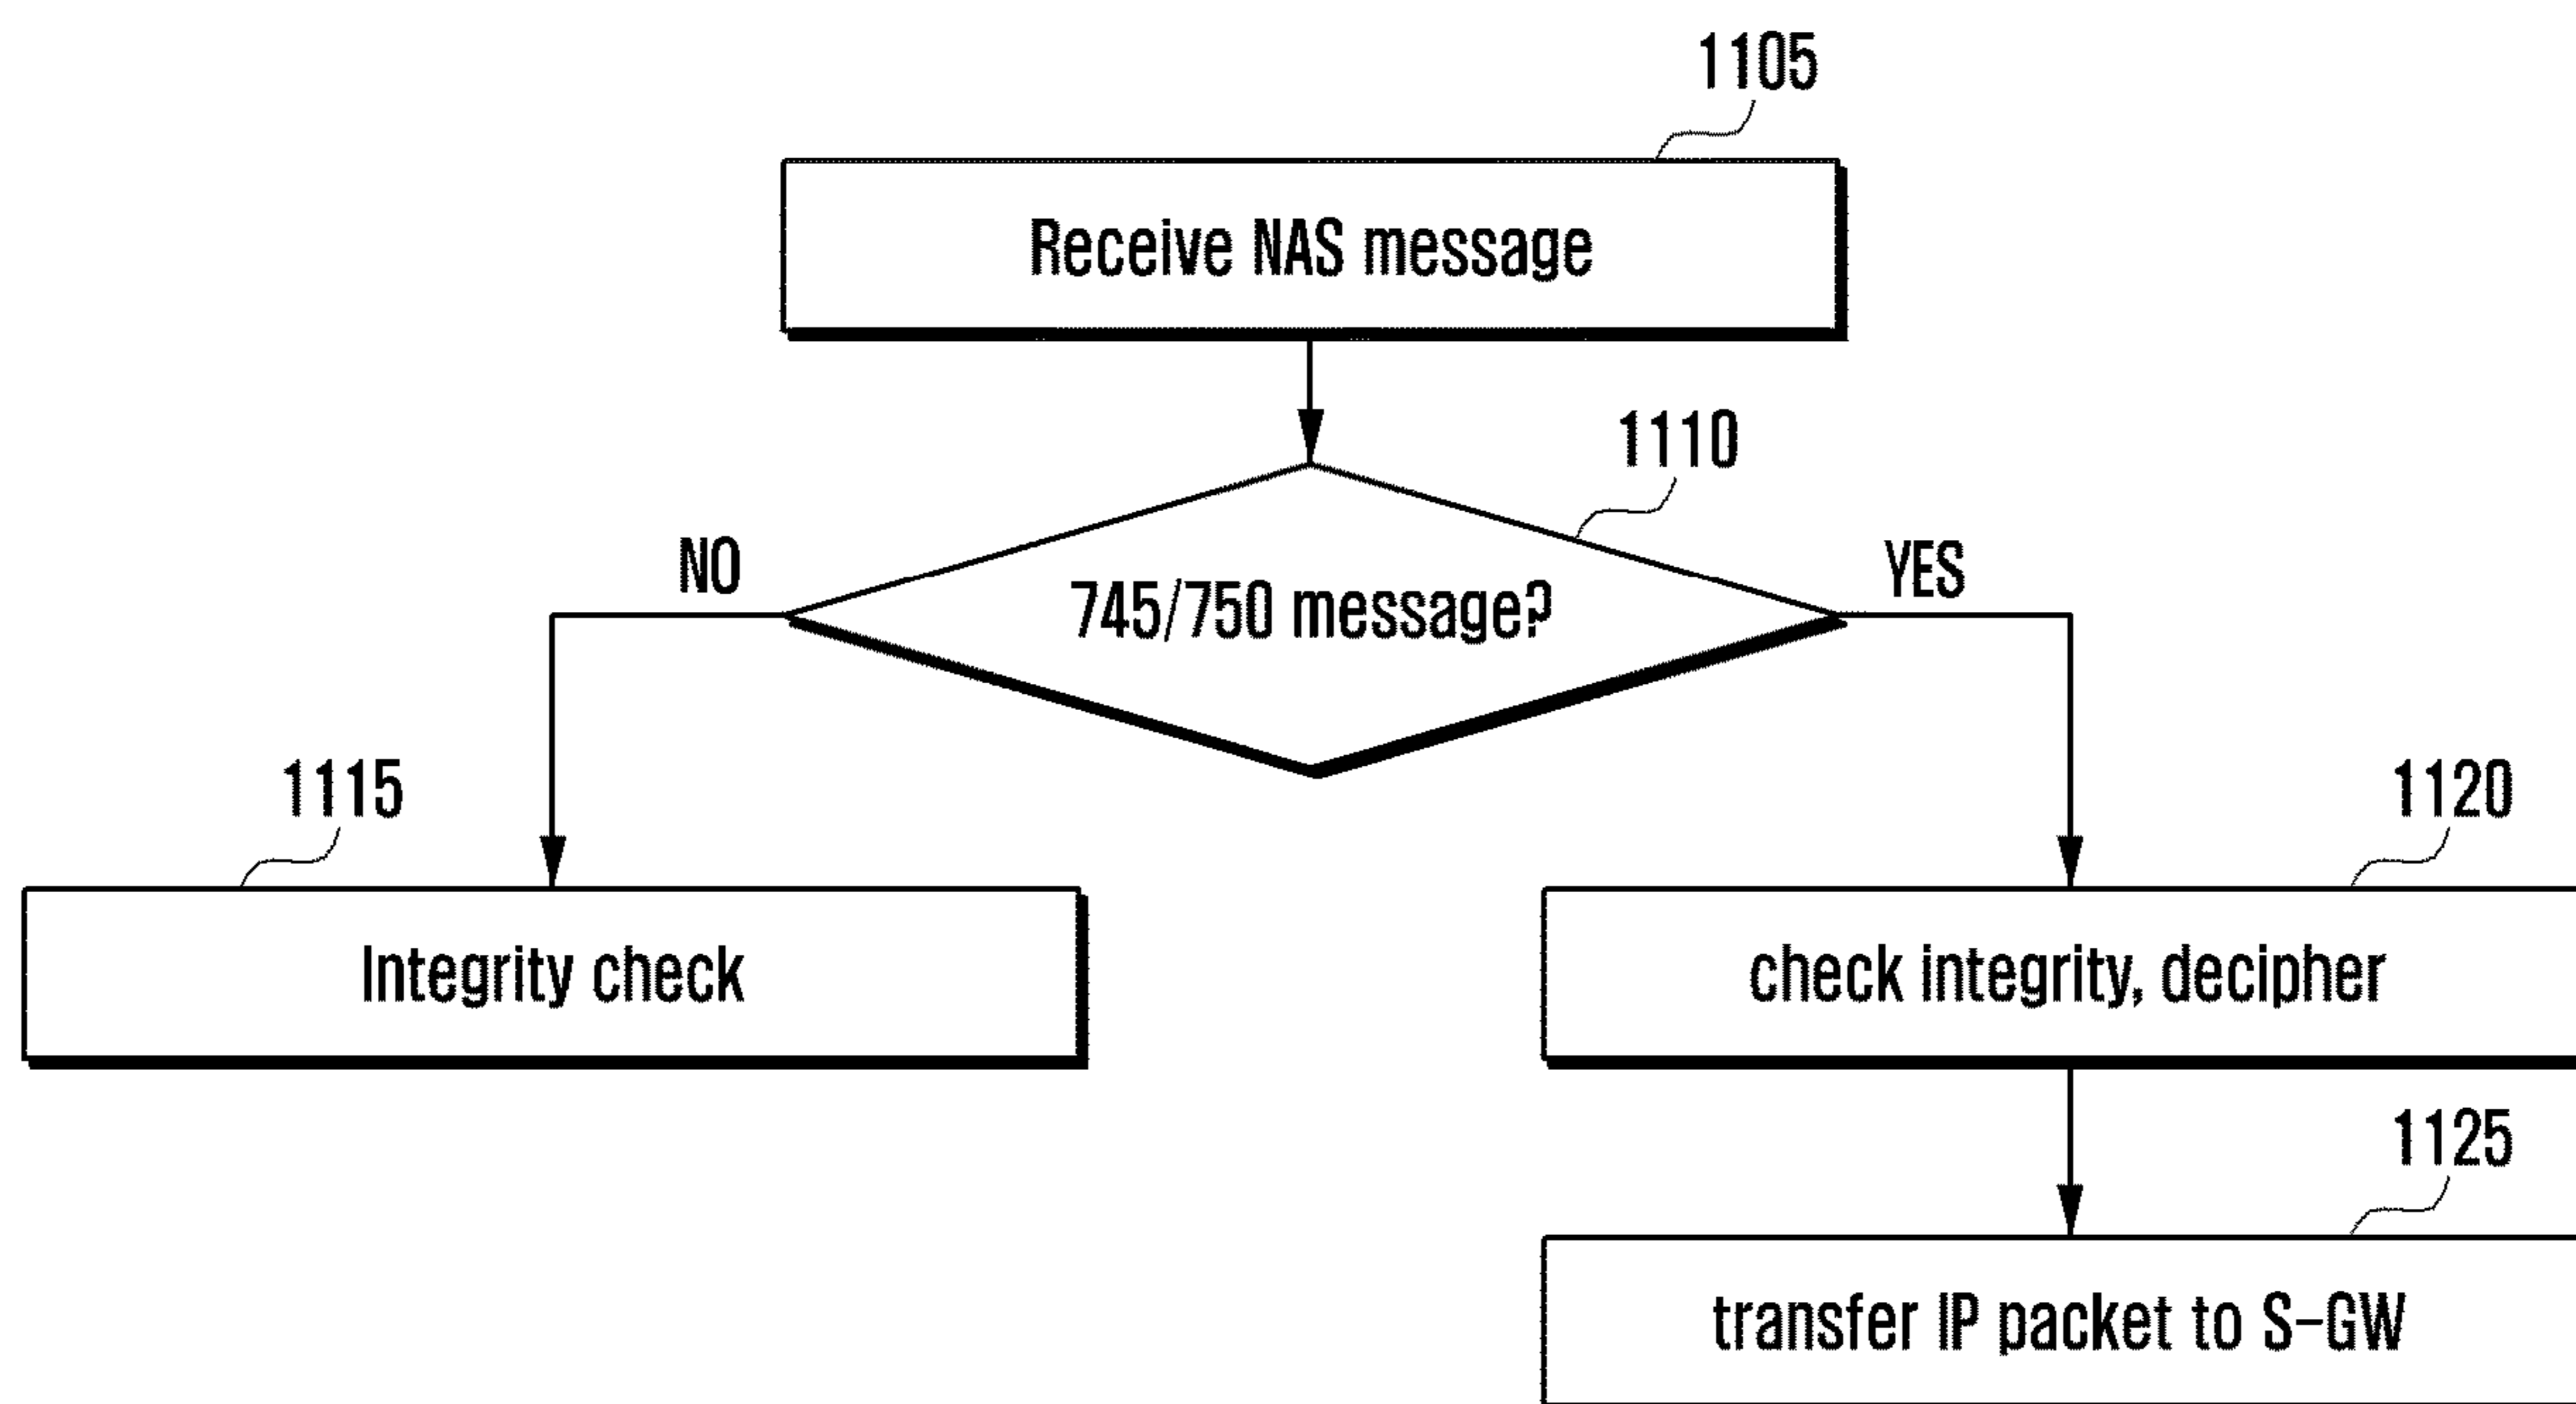 1105
Receive NAS message
1110
NO
745/750 message?
YES
1115
1120
Integrity check
check integrity, decipher
1125
transfer IP packet to S-GW